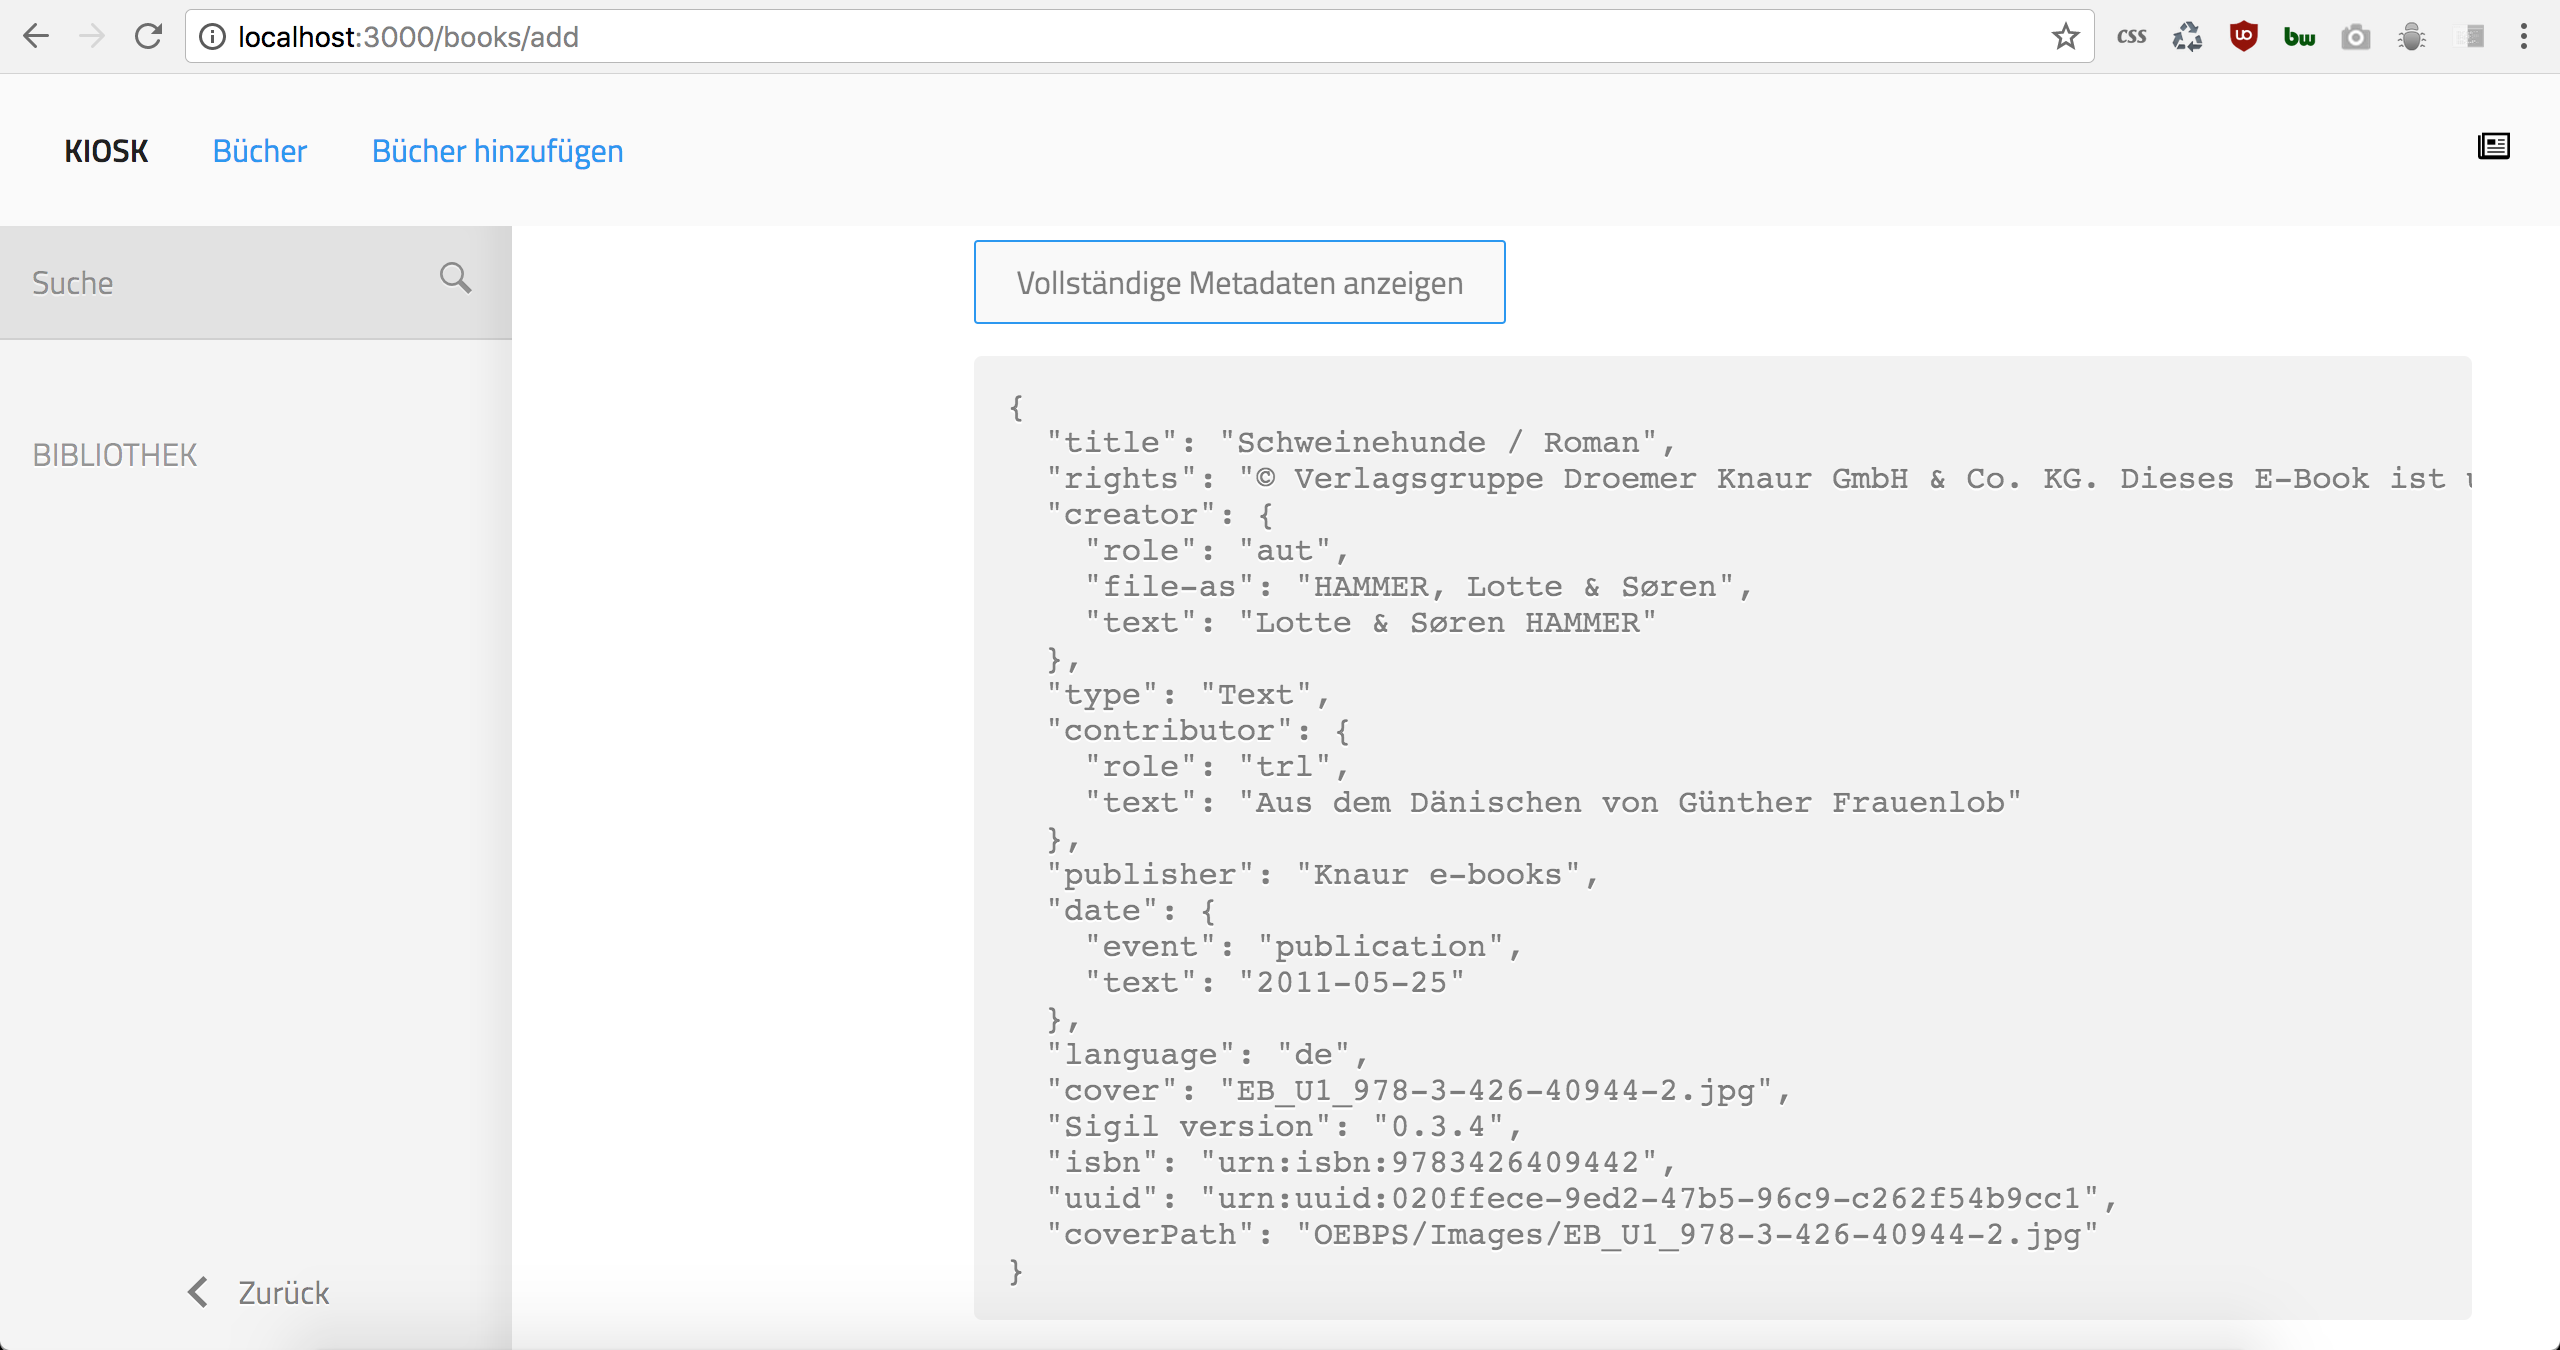 localhost:3000/books/add
css
bw
KIOSK Bücher Bücher hinzufügen
Suche
BIBLIOTHEK
Zurück
Vollständige Metadaten anzeigen
{
"title": "Schweinehunde / Roman",
"rights": "© Verlagsgruppe Droemer Knaur GmbH & Co. KG. Dieses E-Book ist
"creator": {
"role": "aut",
"file-as": "HAMMER, Lotte & Søren",
"text": "Lotte & Søren HAMMER"
},
"type": "Text",
"contributor": {
"role": "trl",
"text": "Aus dem Dänischen von Günther Frauenlob"
},
"publisher": "Knaur e-books",
"date": {
"event": "publication",
"text": "2011-05-25"
},
"language": "de",
"cover": "EB_U1_978-3-426-40944-2.jpg",
"Sigil version": "0.3.4",
"isbn": "urn:isbn:9783426409442",
"uuid": "urn:uuid:020ffece-9ed2-47b5-96c9-c262f54b9cc1",
"coverPath": "OEBPS/Images/EB_U1_978-3-426-40944-2.jpg"
}